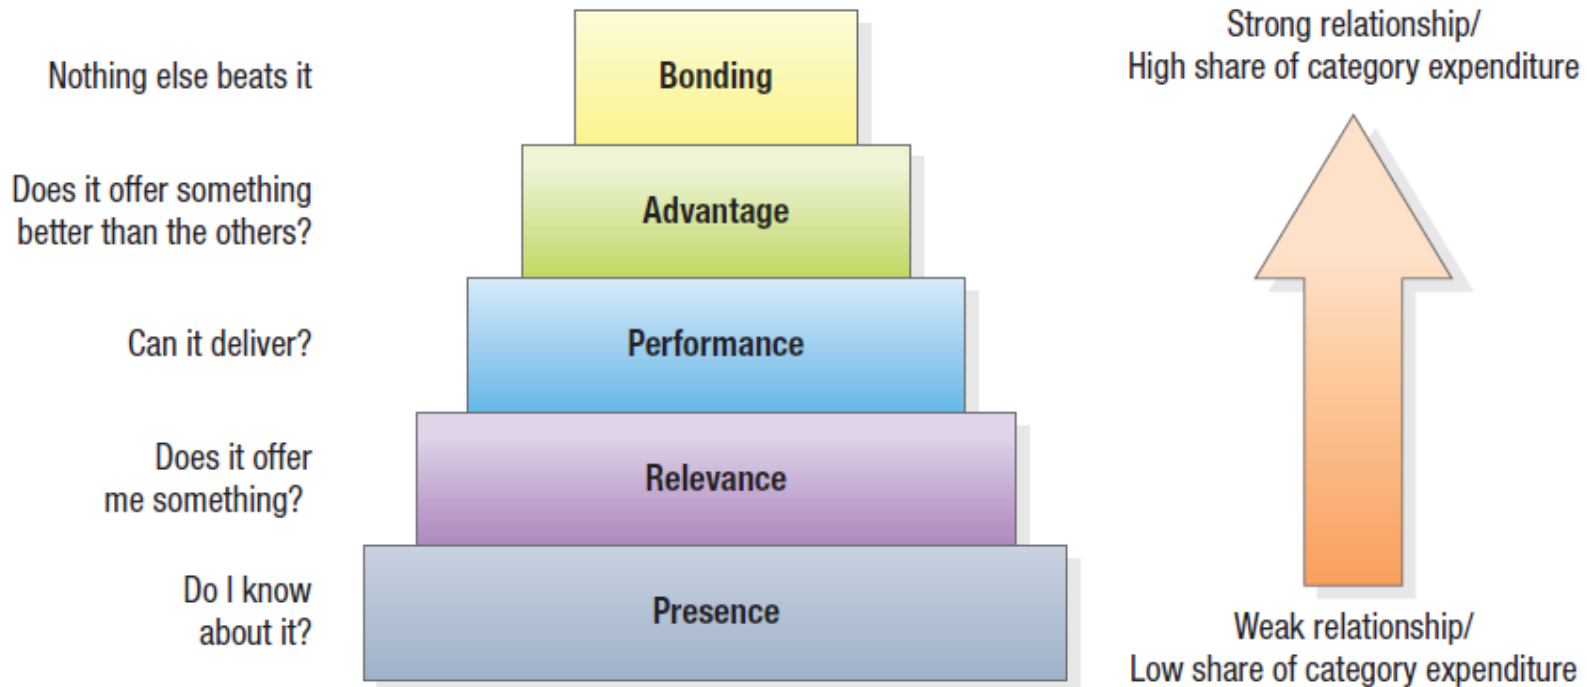 Nothing else beats it
Bonding
Strong relationship/
High share of category expenditure
Does it offer something
better than the others?
Advantage
Can it deliver?
Performance
Does it offer
me something?
Relevance
Do I know
about it?
Presence
Weak relationship/
Low share of category expenditure